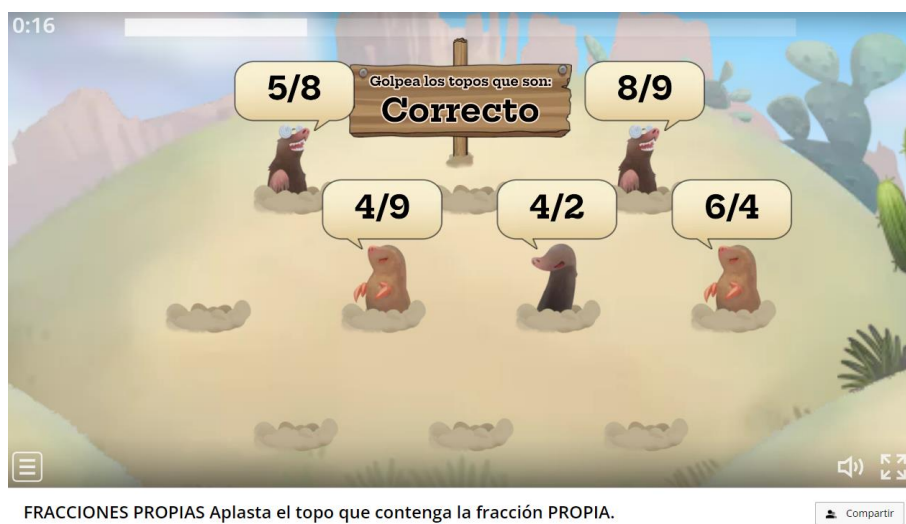 0:16
Golpea los topos que son:
Correcto
5/8
8/9
4/9
4/2
6/4
FRACCIONES PROPIAS Aplasta el topo que contenga la fracción PROPIA.
Compartir